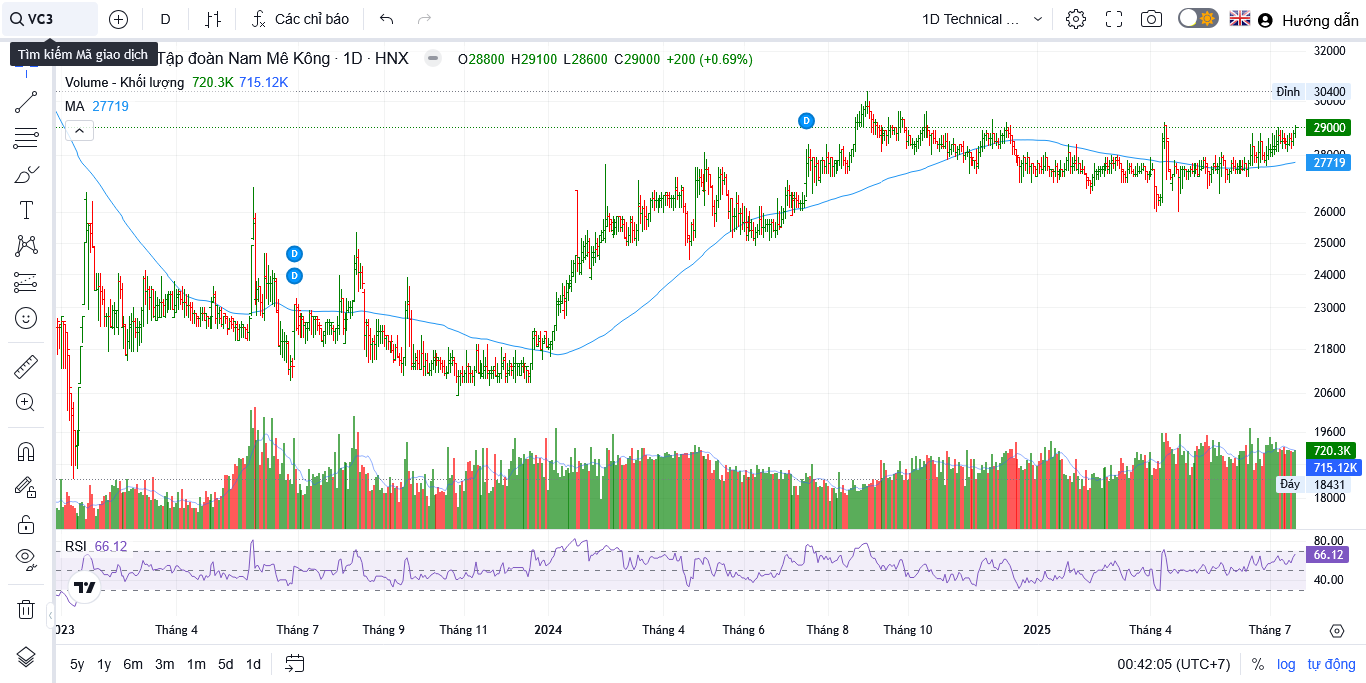 VC3 D Các chỉ báo 1D Technical ... Hướng dẫn
Tìm kiếm Mã giao dịch
Tập đoàn Nam Mê Kông · 1D · HNX O28800 H29100 L28600 C29000 +200 (+0.69%)
Volume - Khối lượng 720.3K 715.12K
MA 27719
32000
Đỉnh 30400
30000
29000
28000
27719
26000
25000
24000
23000
21800
20600
19600
720.3K
715.12K
Đáy 18431
18000
D
D
D
T
RSI 66.12
80.00
66.12
40.00
023 Tháng 4 Tháng 7 Tháng 9 Tháng 11 2024 Tháng 4 Tháng 6 Tháng 8 Tháng 10 2025 Tháng 4 Tháng 7
5y 1y 6m 3m 1m 5d 1d 00:42:05 (UTC+7) % log tự động